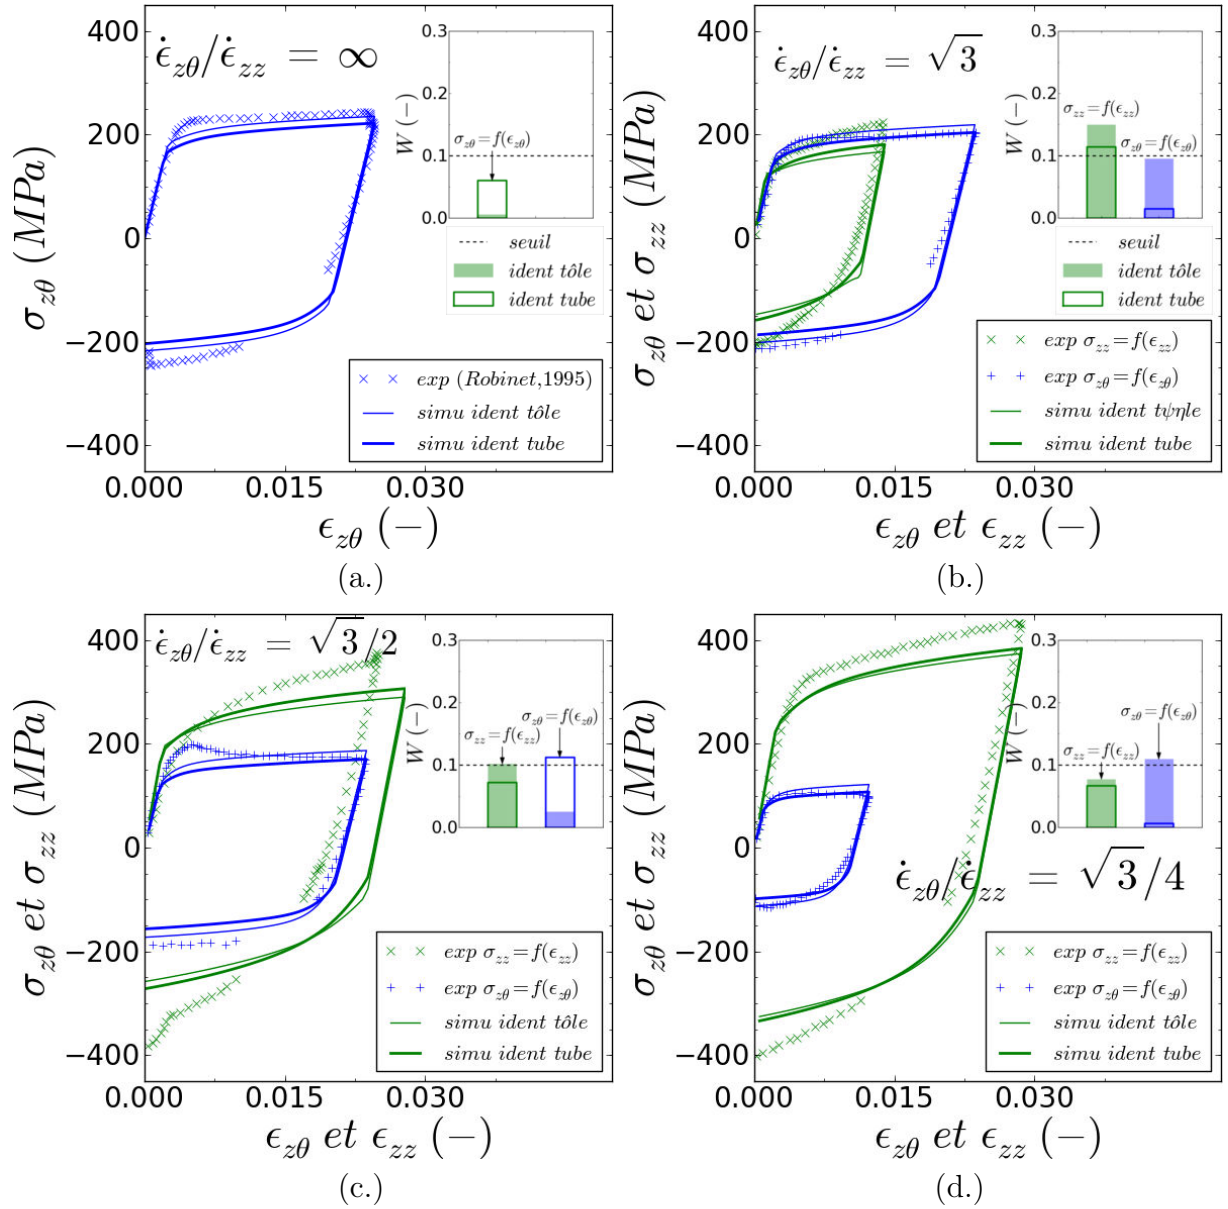 ϵ̇zθ/ϵ̇zz = ∞
σzθ (MPa)
400
200
0
−200
−400
0.000 0.015 0.030
ϵzθ (−)
W (−)
0.3
0.2
0.1
0.0
σzθ=f(ϵzθ)
seuil
ident tôle
ident tube
exp (Robinet,1995)
simu ident tôle
simu ident tube
(a.)
ϵ̇zθ/ϵ̇zz = √3
σzθ et σzz (MPa)
400
200
0
−200
−400
0.000 0.015 0.030
ϵzθ et ϵzz (−)
W (−)
0.3
0.2
0.1
0.0
σzz=f(ϵzz)
σzθ=f(ϵzθ)
seuil
ident tôle
ident tube
exp σzz=f(ϵzz)
exp σzθ=f(ϵzθ)
simu ident tψηle
simu ident tube
(b.)
ϵ̇zθ/ϵ̇zz = √3/2
σzθ et σzz (MPa)
400
200
0
−200
−400
0.000 0.015 0.030
ϵzθ et ϵzz (−)
W (−)
0.3
0.2
0.1
0.0
σzθ=f(ϵzθ)
σzz=f(ϵzz)
exp σzz=f(ϵzz)
exp σzθ=f(ϵzθ)
simu ident tôle
simu ident tube
(c.)
σzθ et σzz (MPa)
400
200
0
−200
−400
0.000 0.015 0.030
ϵzθ et ϵzz (−)
W (−)
0.3
0.2
0.1
0.0
σzθ=f(ϵzθ)
σzz=f(ϵzz)
ϵ̇zθ/ϵ̇zz = √3/4
exp σzz=f(ϵzz)
exp σzθ=f(ϵzθ)
simu ident tôle
simu ident tube
(d.)